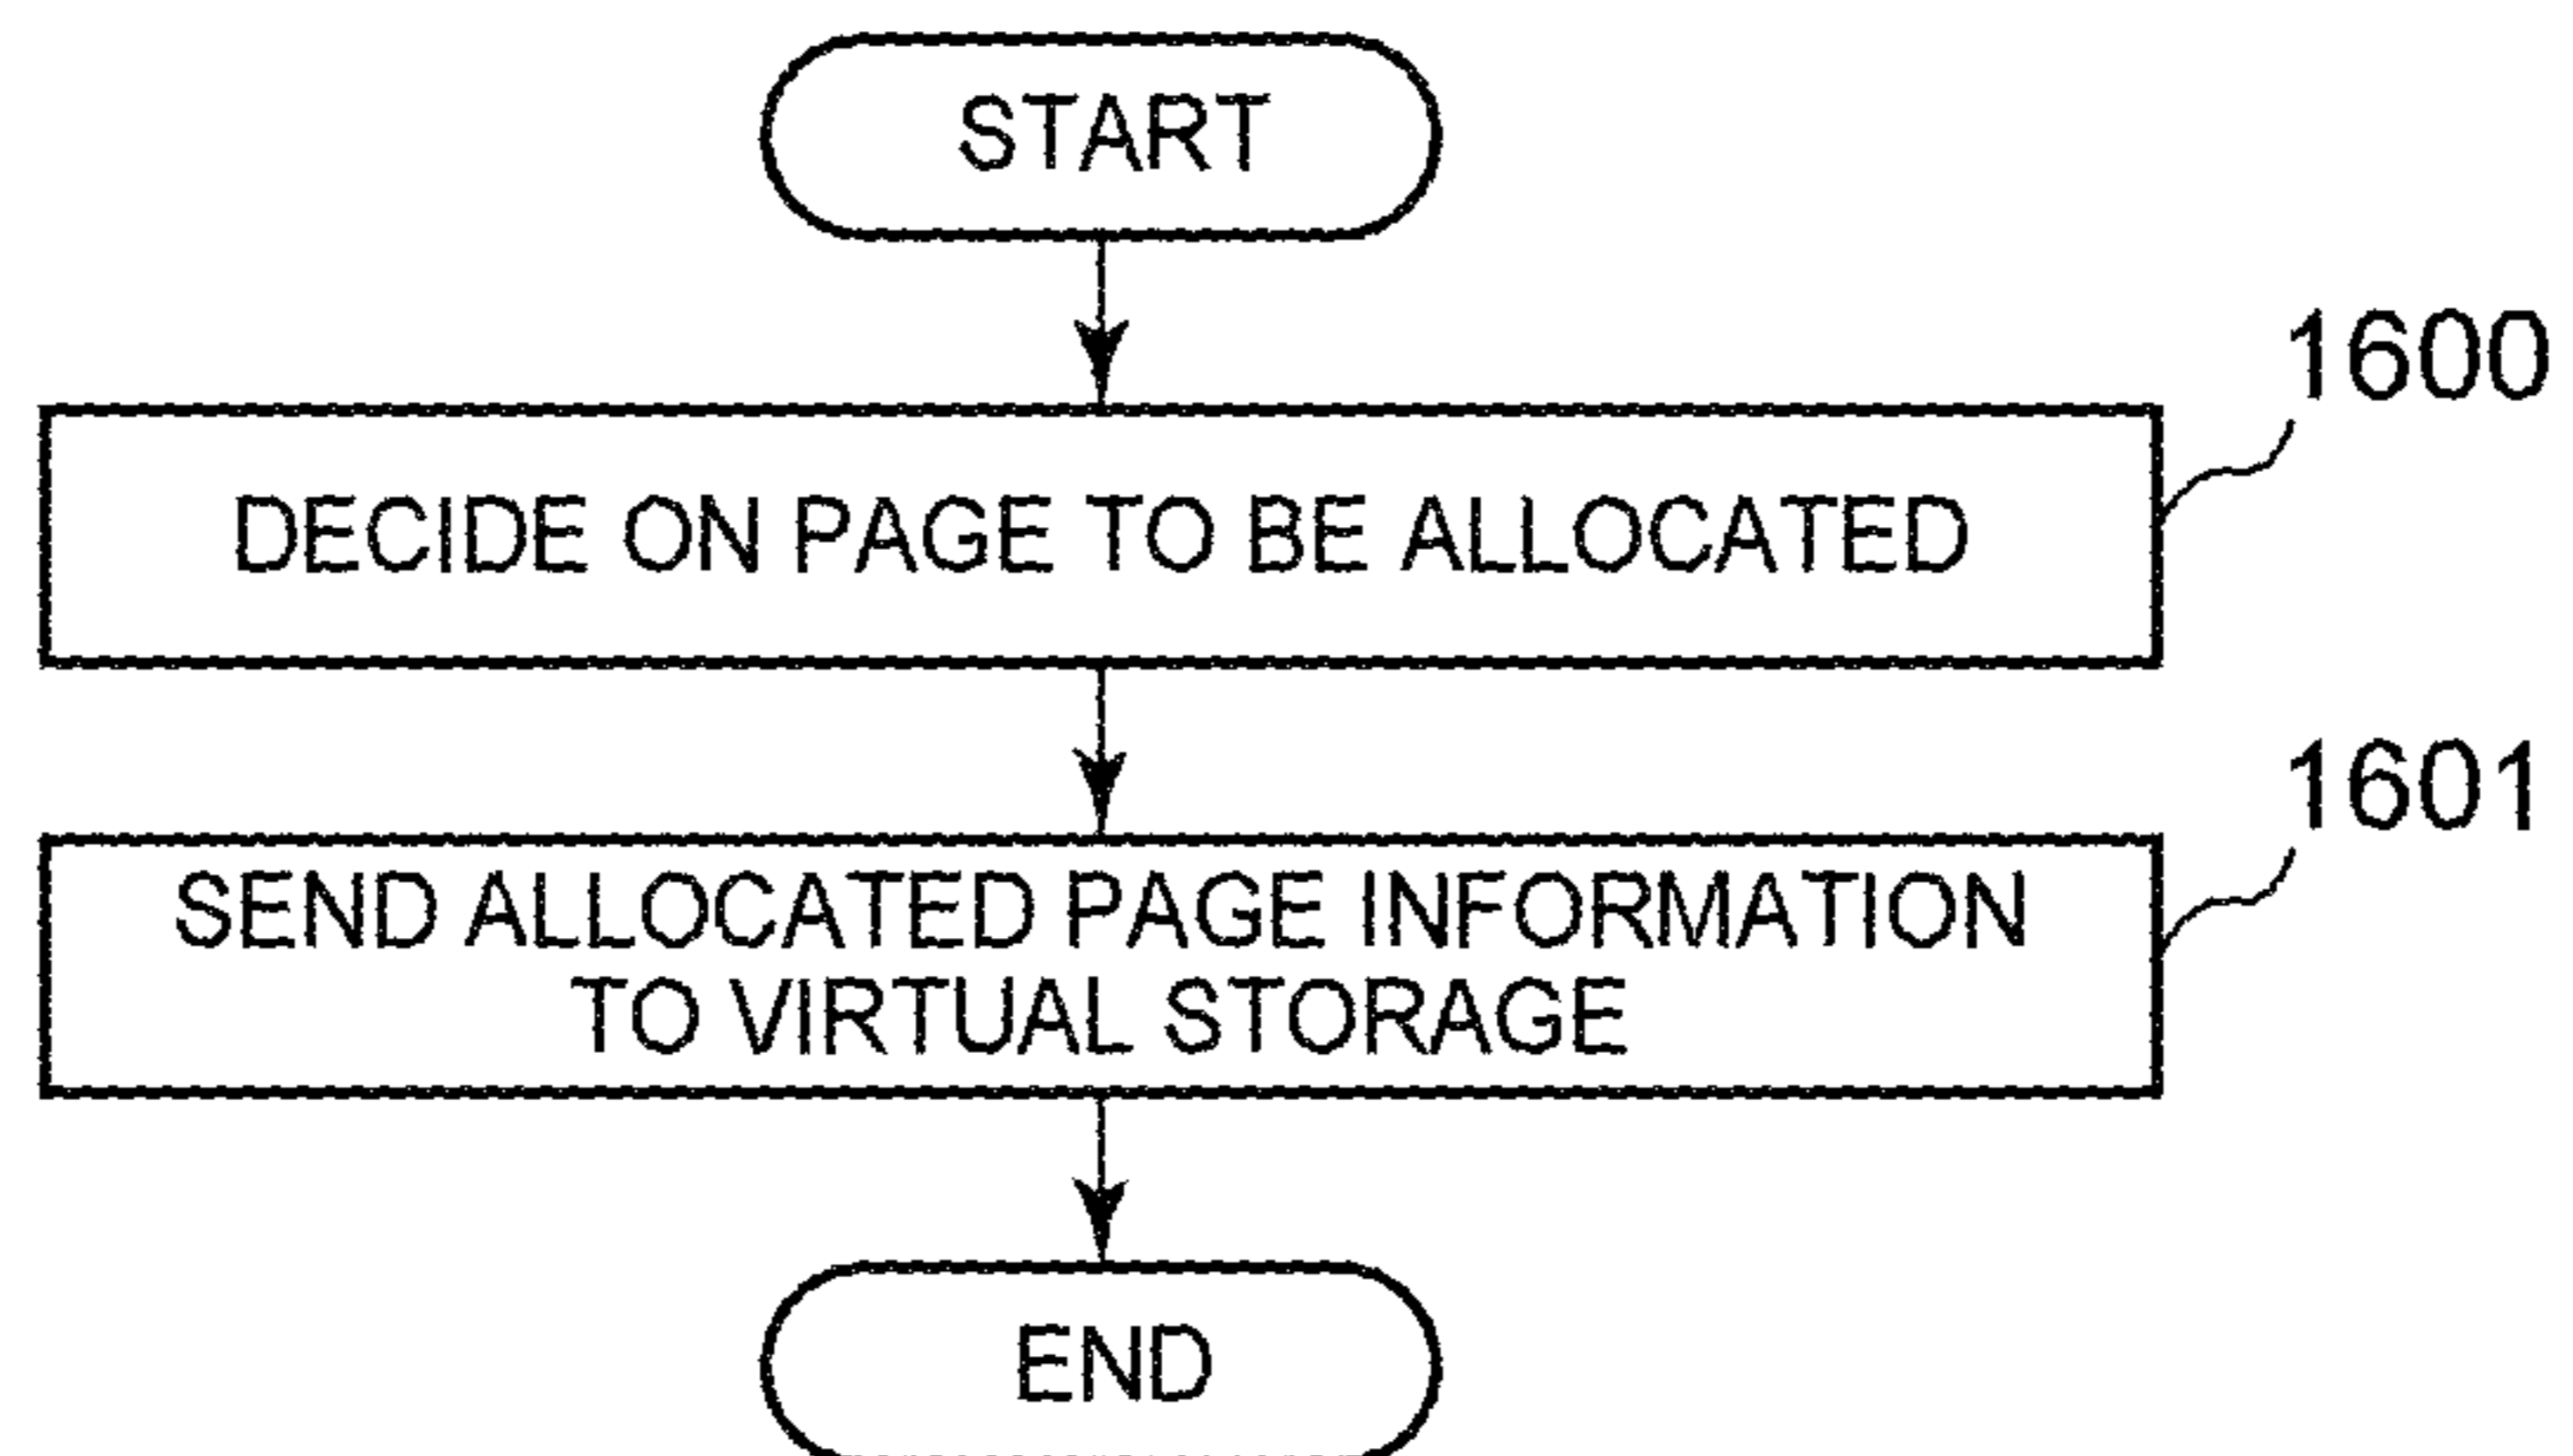 START
1600
DECIDE ON PAGE TO BE ALLOCATED
1601
SEND ALLOCATED PAGE INFORMATION
TO VIRTUAL STORAGE
END